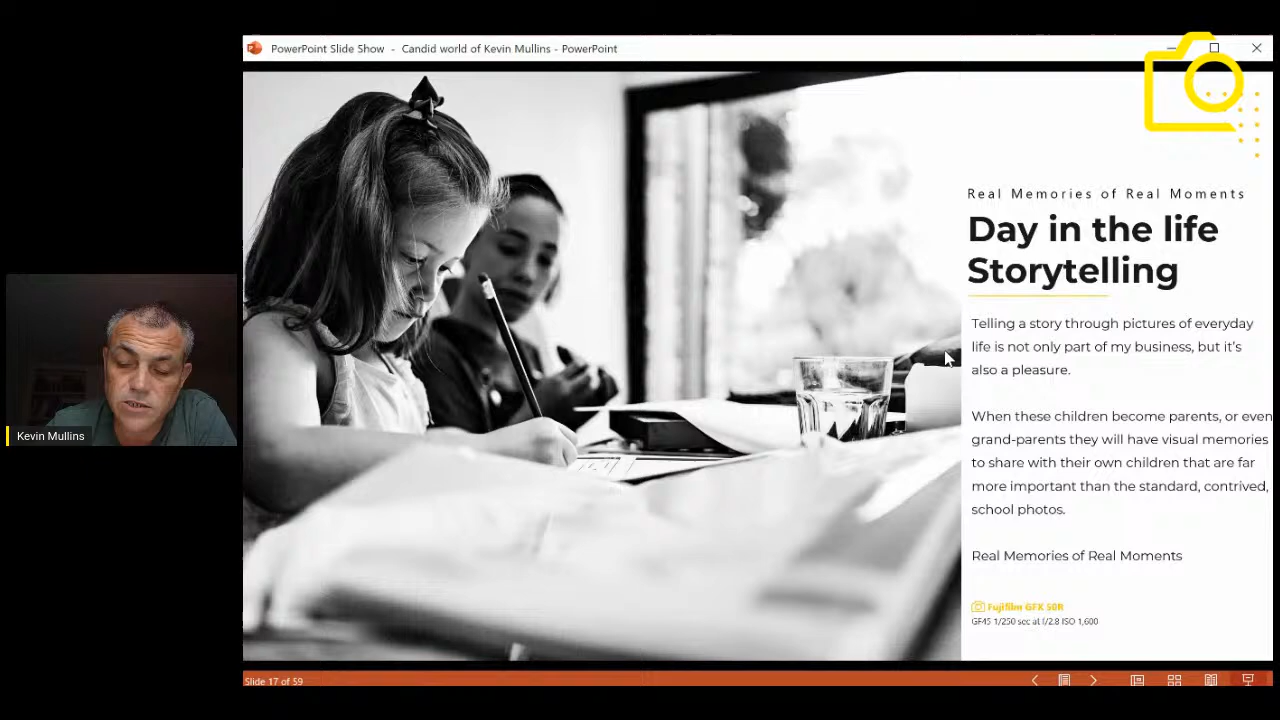 PowerPoint Slide Show - Candid world of Kevin Mullins - PowerPoint
Real Memories of Real Moments
Day in the life
Storytelling
Telling a story through pictures of everyday
life is not only part of my business, but it's
also a pleasure.
When these children become parents, or even
grand-parents they will have visual memories
to share with their own children that are far
more important than the standard, contrived,
school photos.
Real Memories of Real Moments
Fujifilm GFX 50R
GF45 1/250 sec at f/2.8 ISO 1,600
Kevin Mullins
Slide 17 of 59